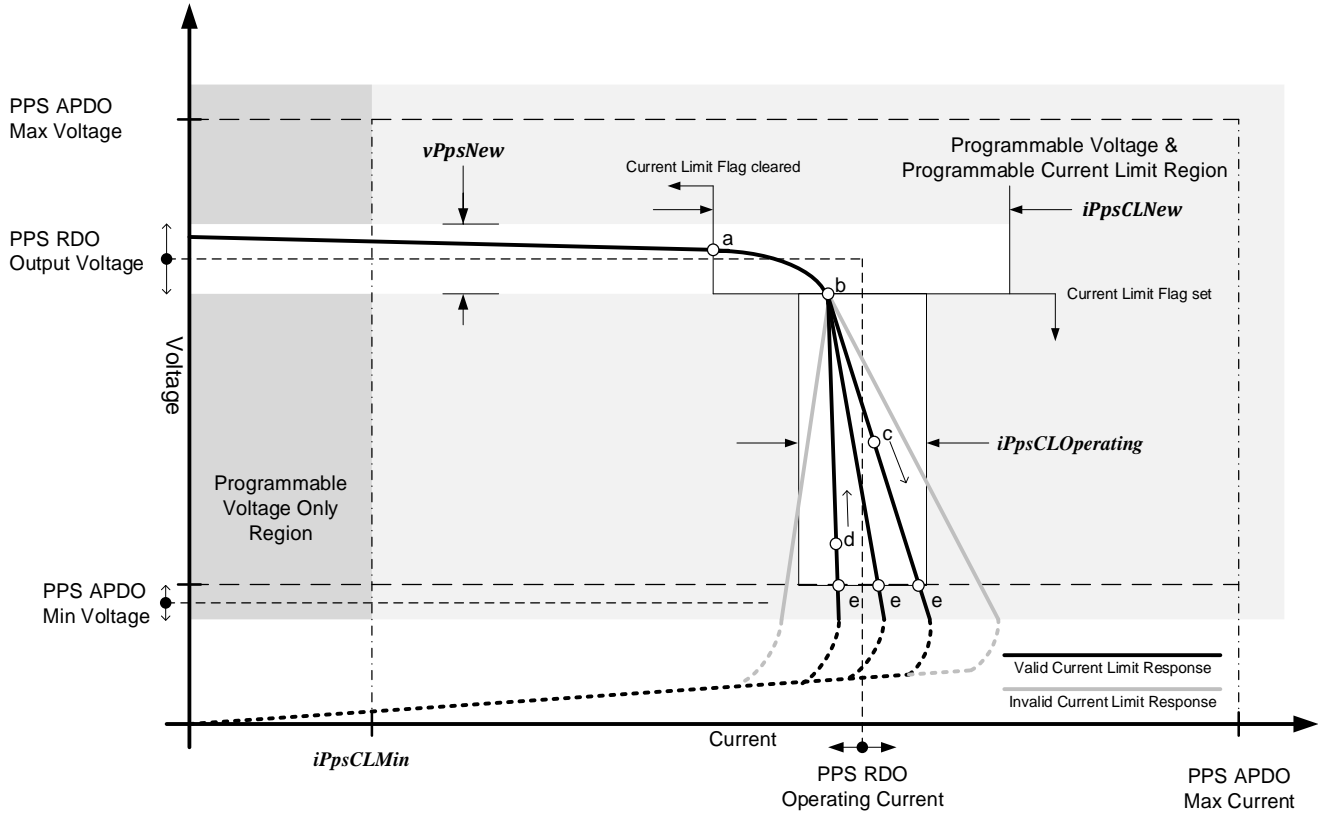 PPS APDO
Max Voltage
vPpsNew
Programmable Voltage &
Programmable Current Limit Region
Current Limit Flag cleared
iPpsCLNew
PPS RDO
Output Voltage
a
b
Current Limit Flag set
Voltage
c
iPpsCLOperating
Programmable
Voltage Only
Region
d
PPS APDO
Min Voltage
e
e
e
Valid Current Limit Response
Invalid Current Limit Response
Current
iPpsCLMin
PPS RDO
Operating Current
PPS APDO
Max Current